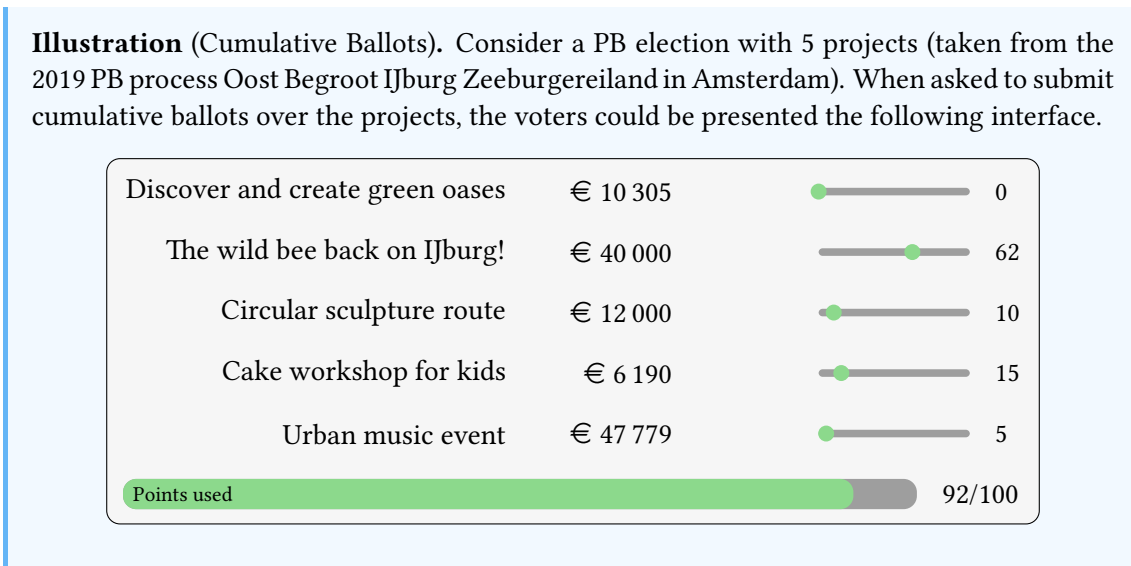 Illustration (Cumulative Ballots). Consider a PB election with 5 projects (taken from the
2019 PB process Oost Begroot IJburg Zeeburgereiland in Amsterdam). When asked to submit
cumulative ballots over the projects, the voters could be presented the following interface.
Discover and create green oases € 10 305 0
The wild bee back on IJburg! € 40 000 62
Circular sculpture route € 12 000 10
Cake workshop for kids € 6 190 15
Urban music event € 47 779 5
Points used 92/100